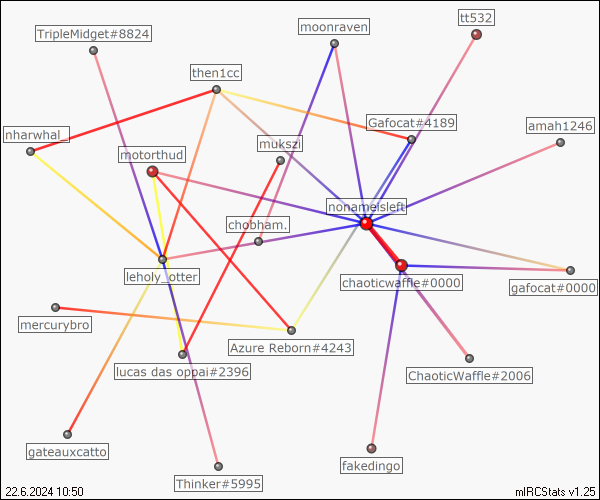 tt532
moonraven
TripleMidget#8824
then1cc
Gafocat#4189
amah1246
nharwhal_
mukszi
motorthud
nonameisleft
chobham.
leholy_otter
chaoticwaffle#0000
gafocat#0000
mercurybro
Azure Reborn#4243
lucas das oppai#2396
ChaoticWaffle#2006
gateauxcatto
fakedingo
Thinker#5995
22.6.2024 10:50
mIRCStats v1.25